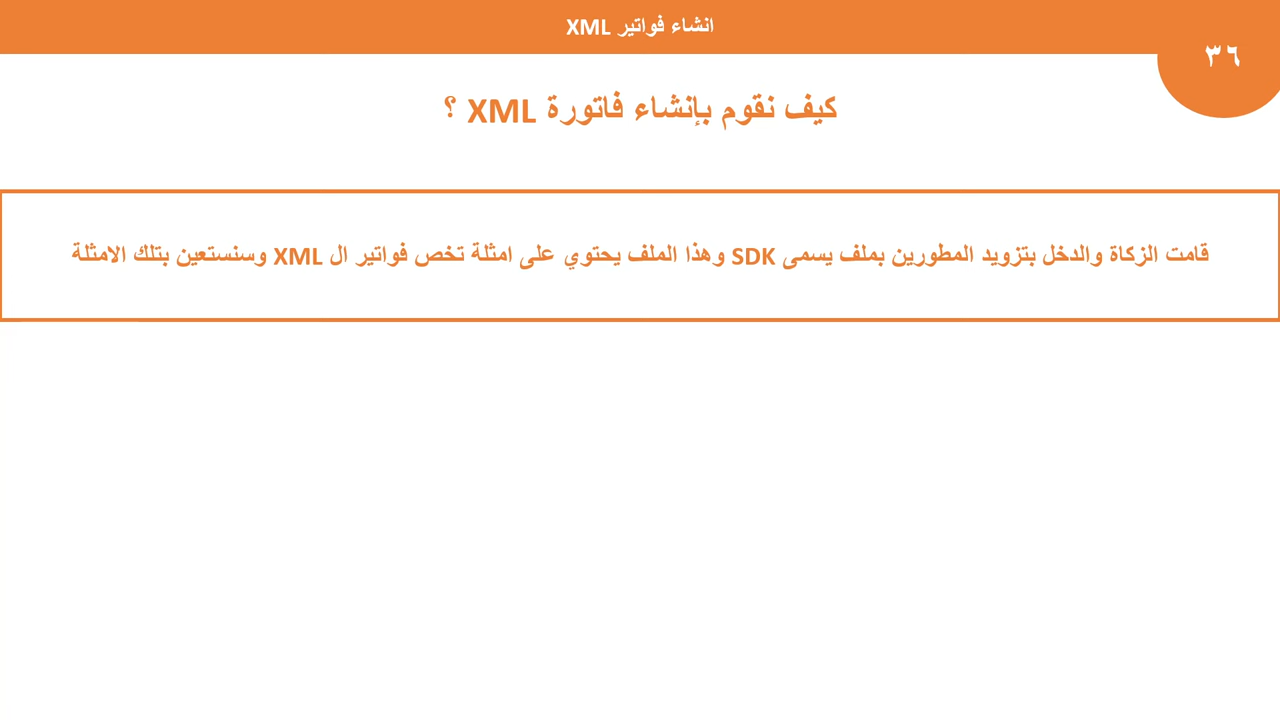 انشاء فواتير XML
٣٦
كيف نقوم بإنشاء فاتورة XML ؟
قامت الزكاة والدخل بتزويد المطورين بملف يسمى SDK وهذا الملف يحتوي على امثلة تخص فواتير ال XML وسنستعين بتلك الامثلة